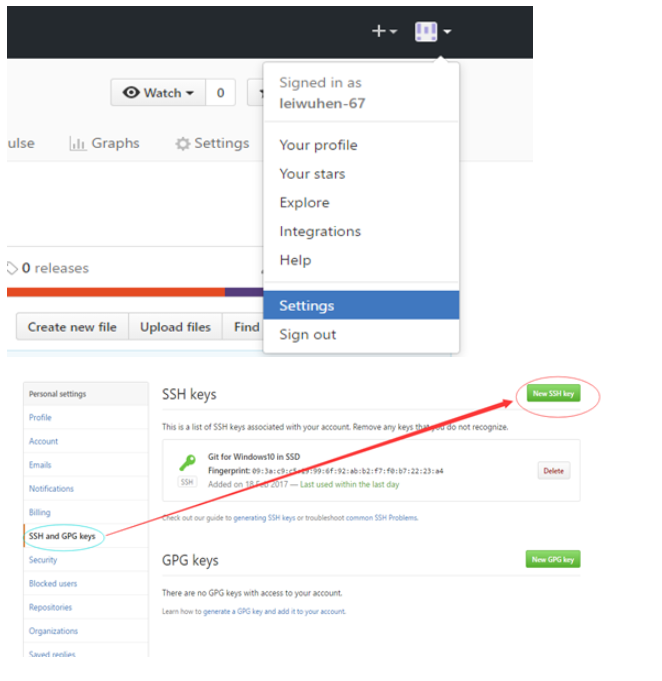 Watch 0
Signed in as
leiwuhen-67
ulse Graphs Settings
Your profile
Your stars
Explore
Integrations
Help
0 releases
Settings
Create new file Upload files Find
Sign out
Personal settings
Profile
Account
Emails
Notifications
Billing
SSH and GPG keys
Security
Blocked users
Repositories
Organizations
Saved replies
SSH keys
New SSH key
This is a list of SSH keys associated with your account. Remove any keys that you do not recognize.
Git for Windows10 in SSD
Fingerprint: 09:3a:c9:c5:
:99:6f:92:ab:b2:f7:f0:b7:22:23:a4
SSH
Added on 18 Feb 2017 — Last used within the last day
Delete
Check out our guide to generating SSH keys or troubleshoot common SSH Problems.
GPG keys
New GPG key
There are no GPG keys with access to your account.
Learn how to generate a GPG key and add it to your account.